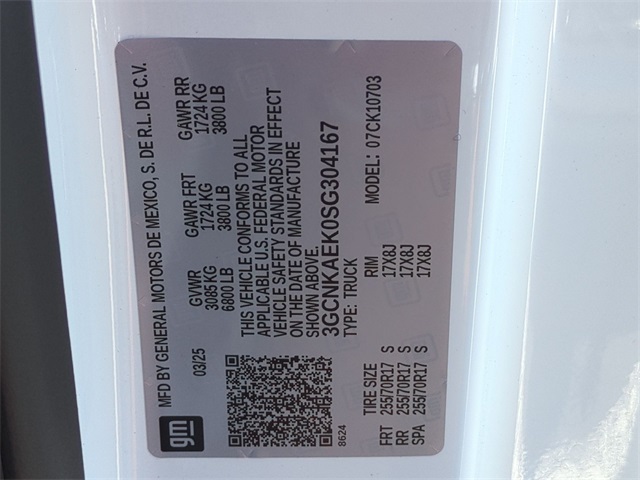 gm
MFD BY GENERAL MOTORS DE MEXICO, S. DE R.L. DE C.V.
03/25 GVWR GAWR FRT GAWR RR
3085 KG 1724 KG 1724 KG
6800 LB 3800 LB 3800 LB
THIS VEHICLE CONFORMS TO ALL
APPLICABLE U.S. FEDERAL MOTOR
VEHICLE SAFETY STANDARDS IN EFFECT
ON THE DATE OF MANUFACTURE
SHOWN ABOVE.
3GCNKAEK0SG304167
8624 TYPE: TRUCK MODEL: 07CK10703
TIRE SIZE RIM
FRT 255/70R17 S 17X8J
RR 255/70R17 S 17X8J
SPA 255/70R17 S 17X8J